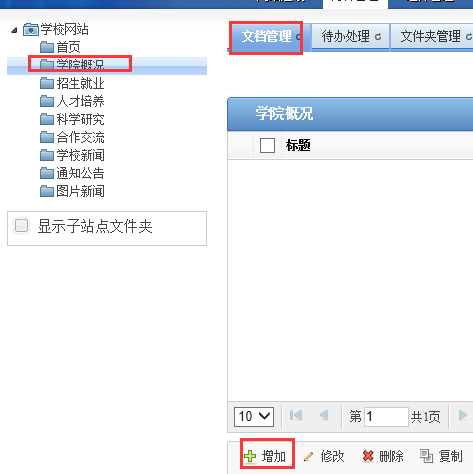 学校网站
首页
学院概况
招生就业
人才培养
科学研究
合作交流
学校新闻
通知公告
图片新闻
显示子站点文件夹
文档管理 待办处理 文件夹管理
学院概况
标题
10 第 1 共1页
增加 修改 删除 复制